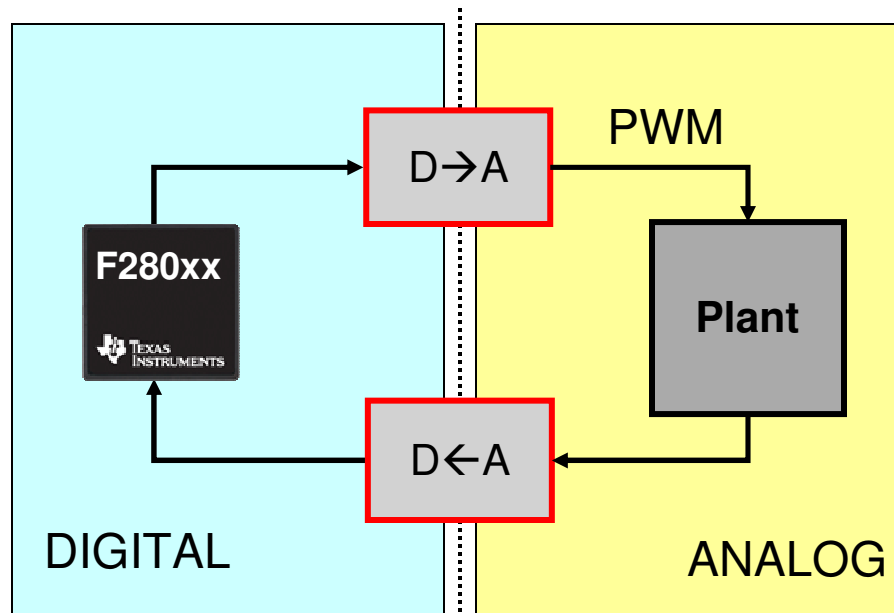 D→A
PWM
F280xx
TEXAS
INSTRUMENTS
Plant
D←A
DIGITAL
ANALOG